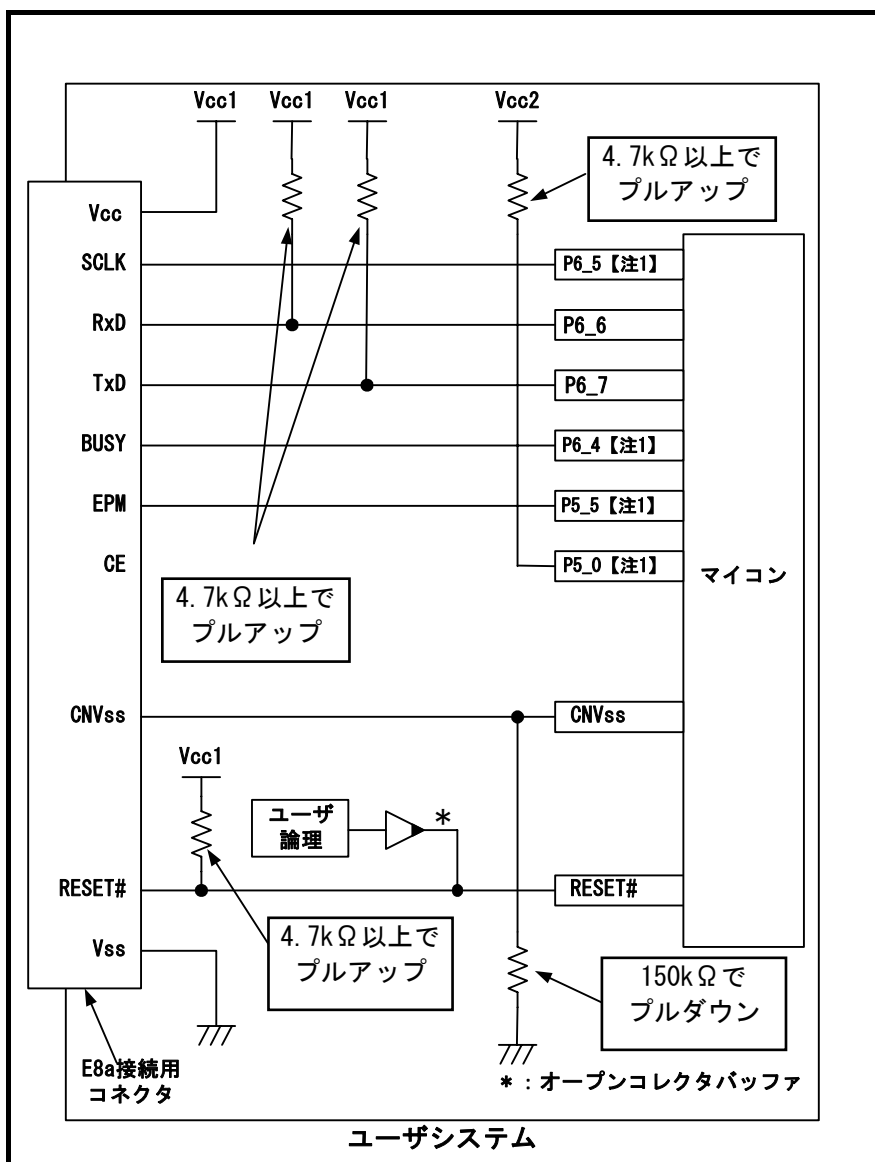 Vcc1
Vcc1
Vcc1
Vcc2
4.7kΩ以上で
プルアップ
Vcc
SCLK
P6_5【注1】
RxD
P6_6
TxD
P6_7
BUSY
P6_4【注1】
EPM
P5_5【注1】
CE
P5_0【注1】
マイコン
4.7kΩ以上で
プルアップ
CNVss
CNVss
Vcc1
ユーザ
論理
*
RESET#
RESET#
4.7kΩ以上で
プルアップ
Vss
150kΩで
プルダウン
E8a接続用
コネクタ
*：オープンコレクタバッファ
ユーザシステム